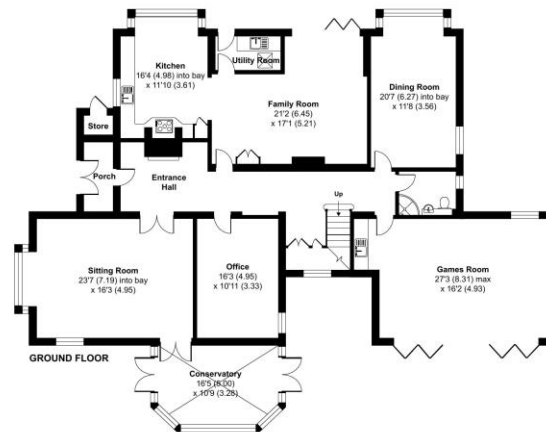 Kitchen
16'4 (4.98) into bay
x 11'10 (3.61)
Utility Room
Family Room
21'2 (6.45)
x 17'1 (5.21)
Dining Room
20'7 (6.27) into bay
x 11'8 (3.56)
Store
Porch
Entrance
Hall
Up
Sitting Room
23'7 (7.19) into bay
x 16'3 (4.95)
Office
16'3 (4.95)
x 10'11 (3.33)
Games Room
27'3 (8.31) max
x 16'2 (4.93)
GROUND FLOOR
Conservatory
16'5 (5.00)
x 10'9 (3.28)